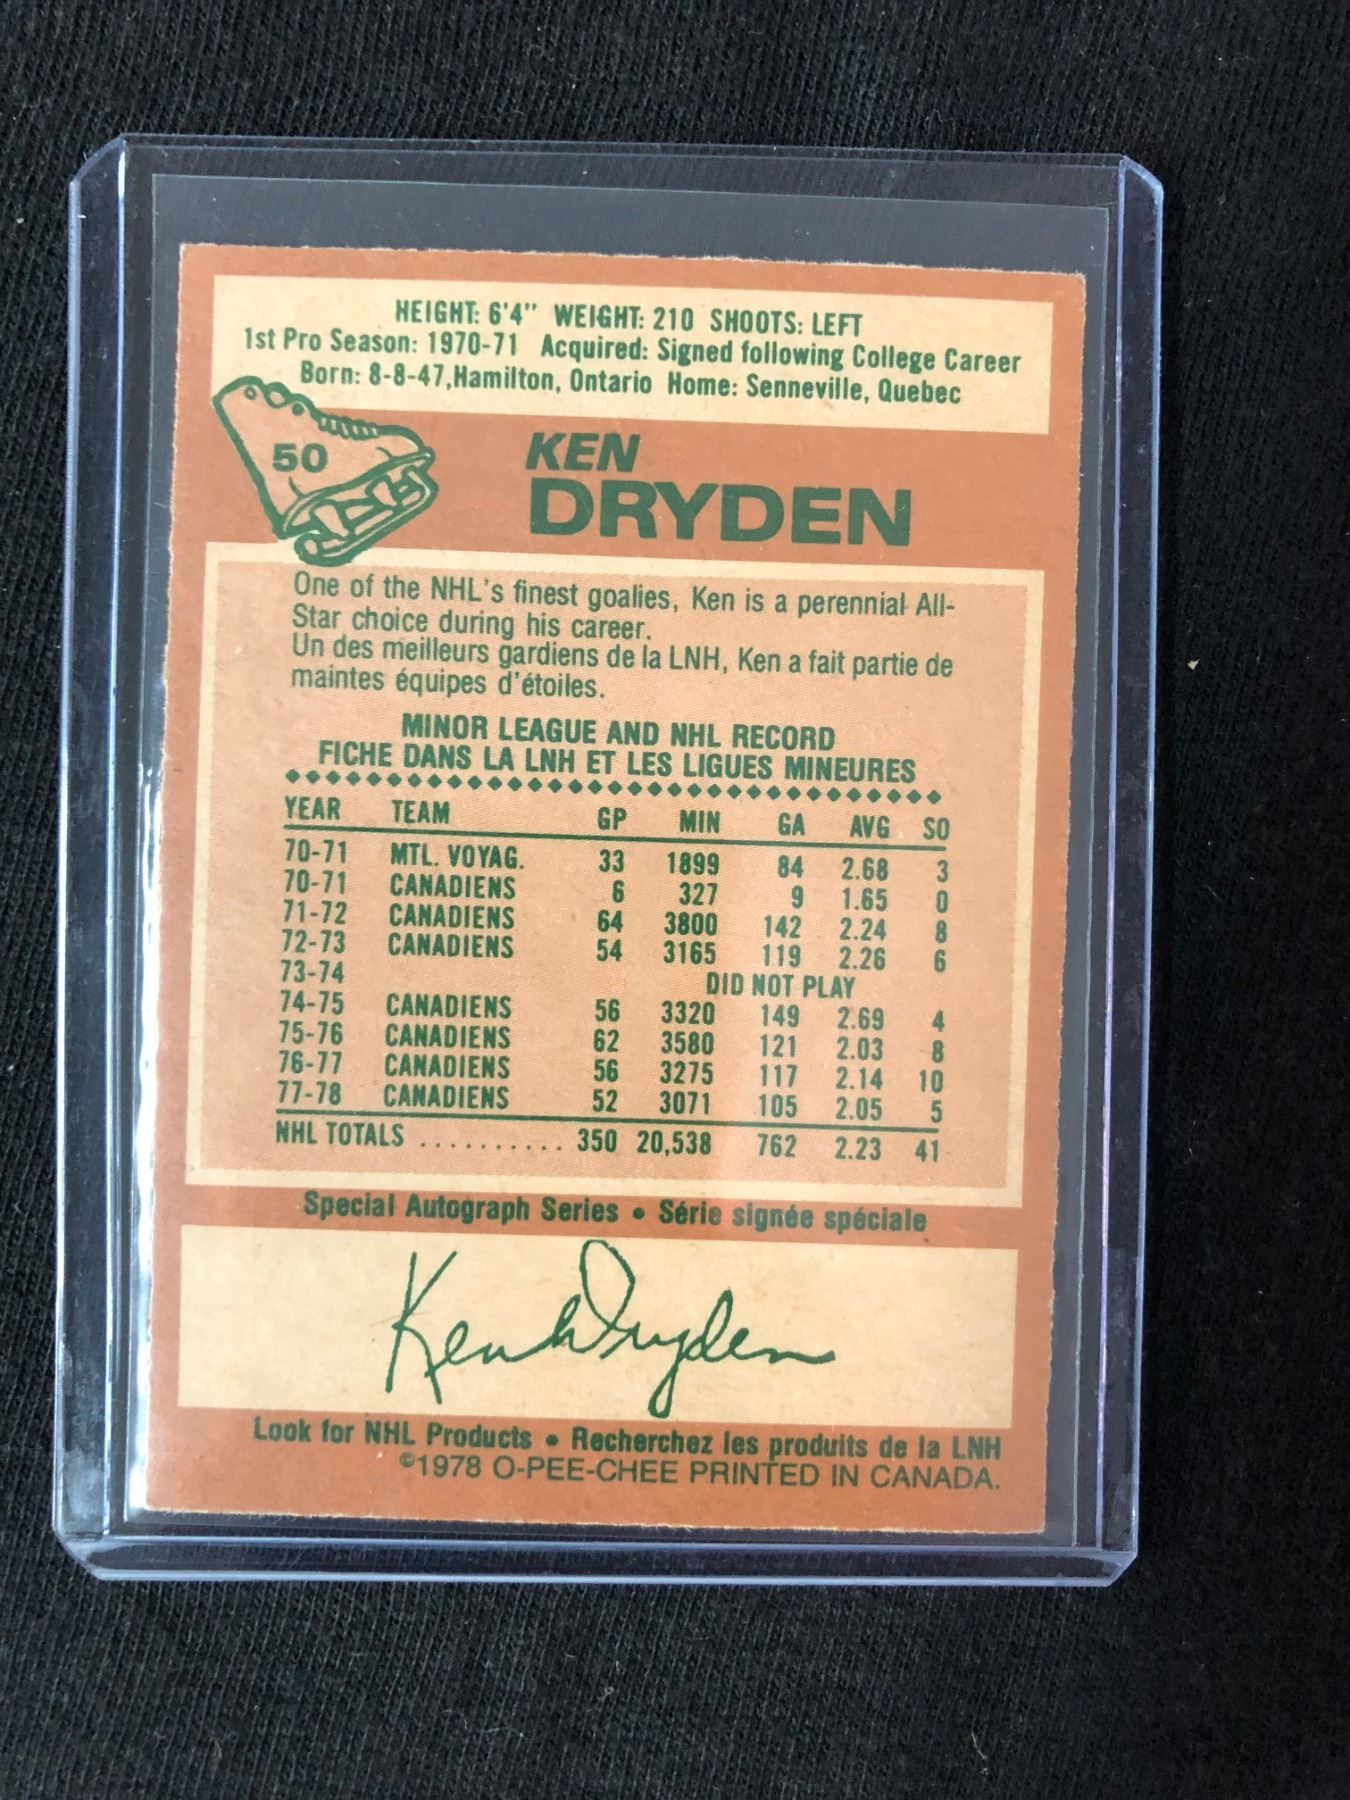 HEIGHT: 6'4" WEIGHT: 210 SHOOTS: LEFT
1st Pro Season: 1970-71 Acquired: Signed following College Career
Born: 8-8-47, Hamilton, Ontario Home: Senneville, Quebec
50
KEN
DRYDEN
One of the NHL's finest goalies, Ken is a perennial All-
Star choice during his career.
Un des meilleurs gardiens de la LNH, Ken a fait partie de
maintes équipes d'étoiles.
MINOR LEAGUE AND NHL RECORD
FICHE DANS LA LNH ET LES LIGUES MINEURES
YEAR TEAM GP MIN GA AVG SO
70-71 MTL. VOYAG. 33 1899 84 2.68 3
70-71 CANADIENS 6 327 9 1.65 0
71-72 CANADIENS 64 3800 142 2.24 8
72-73 CANADIENS 54 3165 119 2.26 6
73-74 DID NOT PLAY
74-75 CANADIENS 56 3320 149 2.69 4
75-76 CANADIENS 62 3580 121 2.03 8
76-77 CANADIENS 56 3275 117 2.14 10
77-78 CANADIENS 52 3071 105 2.05 5
NHL TOTALS .......... 350 20,538 762 2.23 41
Special Autograph Series • Série signée spéciale
Ken Dryden
Look for NHL Products • Recherchez les produits de la LNH
©1978 O-PEE-CHEE PRINTED IN CANADA.